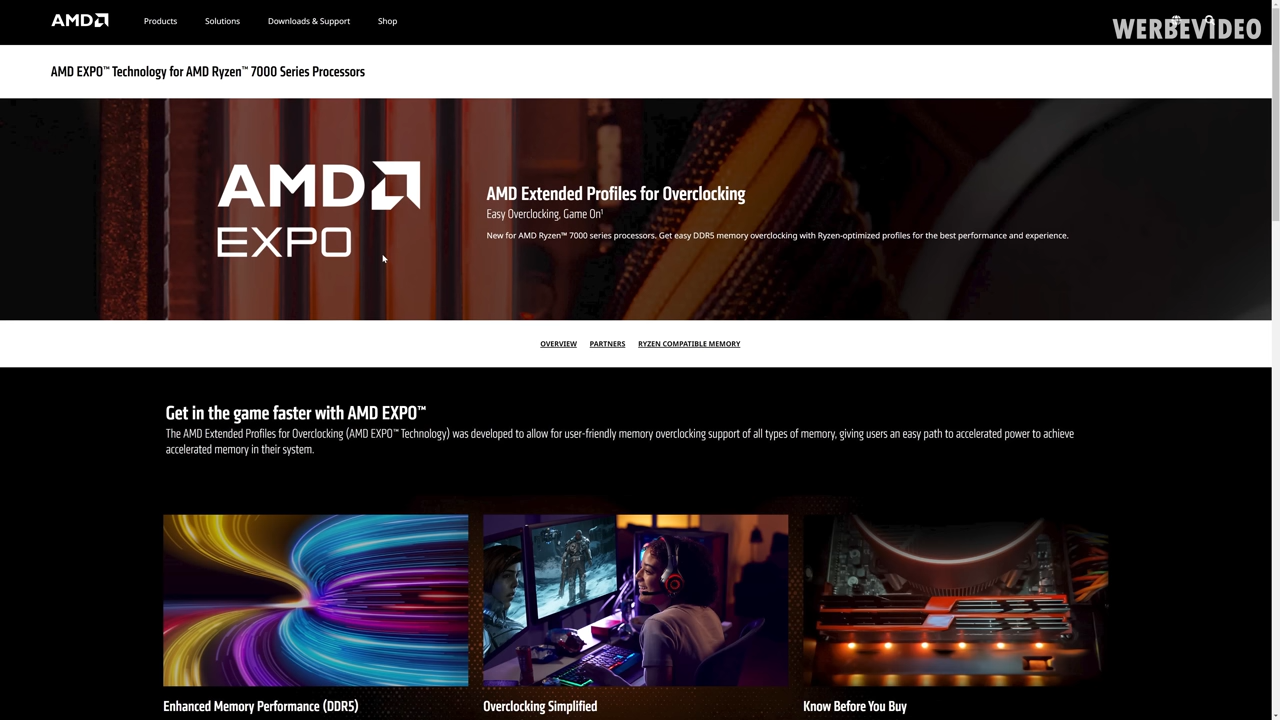 AMD
Products
Solutions
Downloads & Support
Shop
WERBEVIDEO
AMD EXPO™ Technology for AMD Ryzen™ 7000 Series Processors
AMD
EXPO
AMD Extended Profiles for Overclocking
Easy Overclocking, Game On¹
New for AMD Ryzen™ 7000 series processors. Get easy DDR5 memory overclocking with Ryzen-optimized profiles for the best performance and experience.
OVERVIEW
PARTNERS
RYZEN COMPATIBLE MEMORY
Get in the game faster with AMD EXPO™
The AMD Extended Profiles for Overclocking (AMD EXPO™ Technology) was developed to allow for user-friendly memory overclocking support of all types of memory, giving users an easy path to accelerated power to achieve
accelerated memory in their system.
Enhanced Memory Performance (DDR5)
Overclocking Simplified
Know Before You Buy